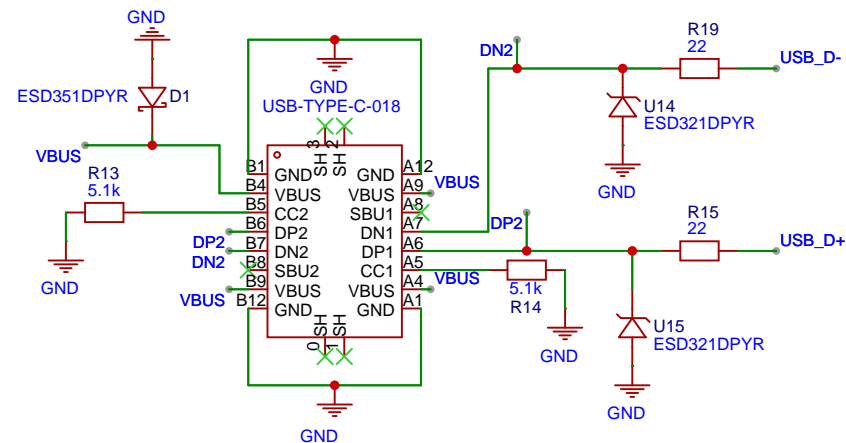 GND
ESD351DPYR
D1
VBUS
R13
5.1k
GND
GND
USB-TYPE-C-018
SH 3
SH 2
B1 GND
B4 VBUS
B5 CC2
B6 DP2
B7 DN2
B8 SBU2
B9 VBUS
B12 GND
GND A12
VBUS A9
SBU1 A8
DN1 A7
DP1 A6
CC1 A5
VBUS A4
GND A1
0 SH
1 SH
DP2
DN2
VBUS
VBUS
VBUS
GND
DN2
R19
22
USB_D-
U14
ESD321DPYR
GND
DP2
R15
22
USB_D+
5.1k
R14
GND
U15
ESD321DPYR
GND